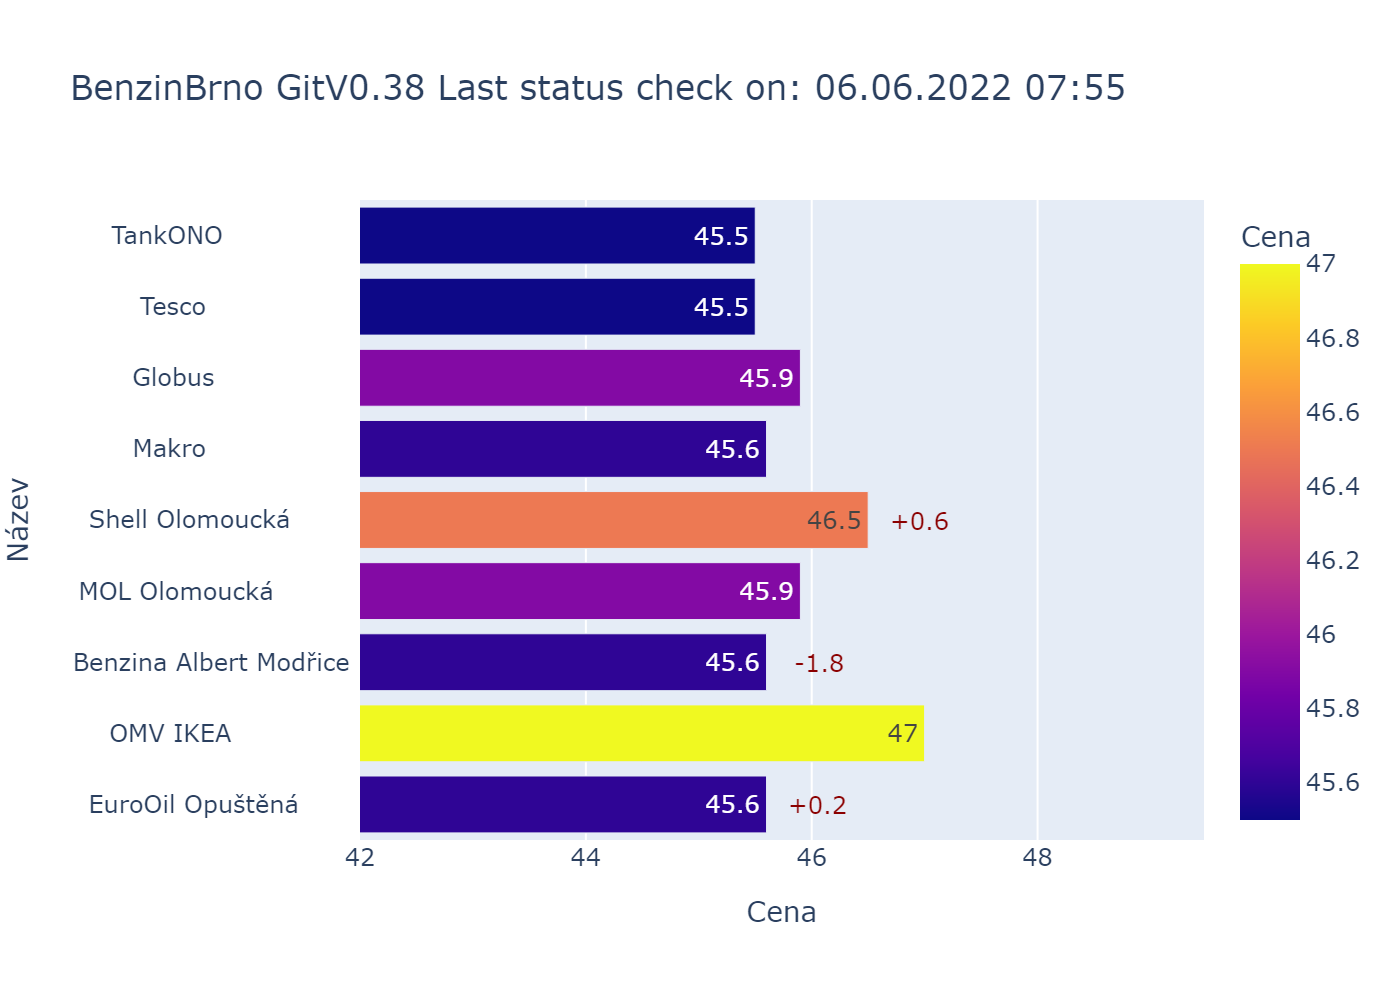 BenzinBrno GitV0.38 Last status check on: 06.06.2022 07:55
Název
TankONO 45.5
Tesco 45.5
Globus 45.9
Makro 45.6
Shell Olomoucká 46.5 +0.6
MOL Olomoucká 45.9
Benzina Albert Modřice 45.6 -1.8
OMV IKEA 47
EuroOil Opuštěná 45.6 +0.2
42 44 46 48
Cena
Cena
47
46.8
46.6
46.4
46.2
46
45.8
45.6